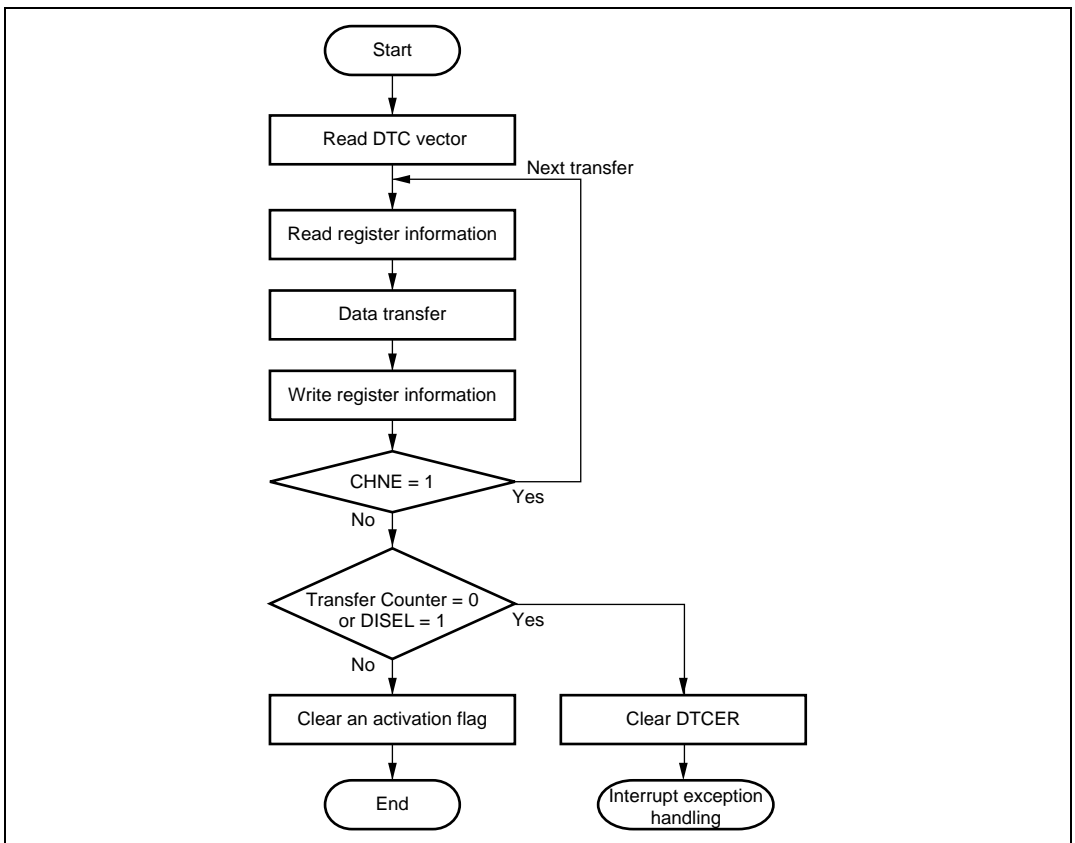 Start
Read DTC vector
Next transfer
Read register information
Data transfer
Write register information
CHNE = 1
Yes
No
Transfer Counter = 0
or DISEL = 1
Yes
No
Clear an activation flag
Clear DTCER
End
Interrupt exception
handling